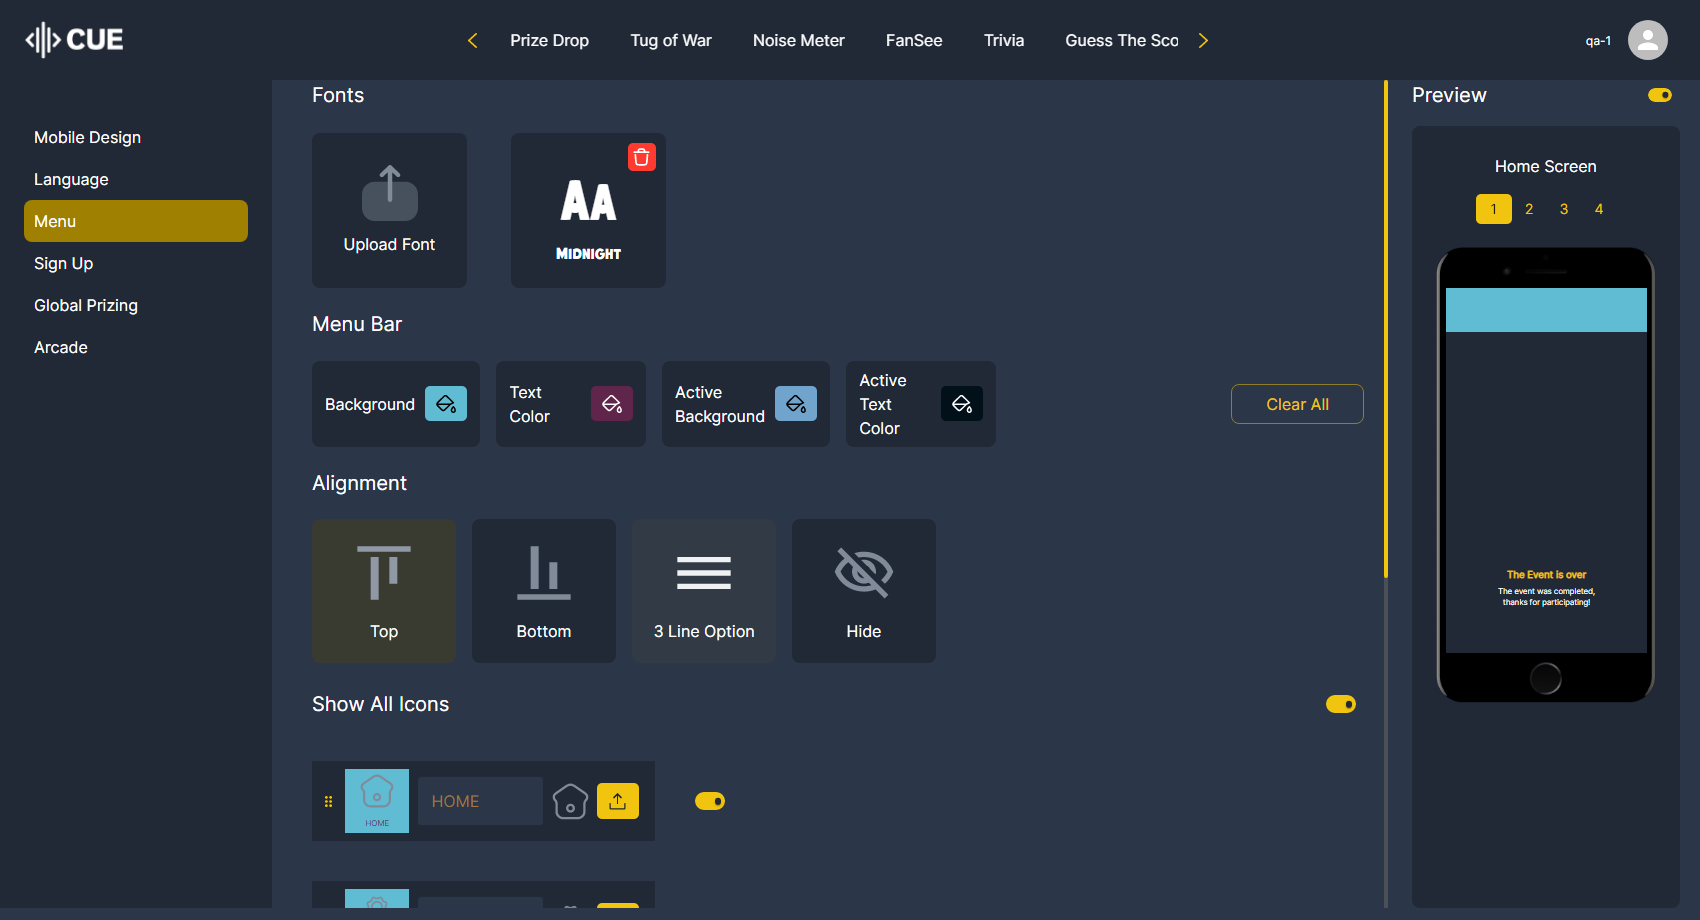 CUE
Prize Drop
Tug of War
Noise Meter
FanSee
Trivia
Guess The Sco
qa-1
Mobile Design
Language
Menu
Sign Up
Global Prizing
Arcade
Fonts
Upload Font
AA
MIDNIGHT
Menu Bar
Background
Text
Color
Active
Background
Active
Text
Color
Clear All
Alignment
Top
Bottom
3 Line Option
Hide
Show All Icons
HOME
HOME
Preview
Home Screen
1
2
3
4
The Event is over
The event was completed,
thanks for participating!